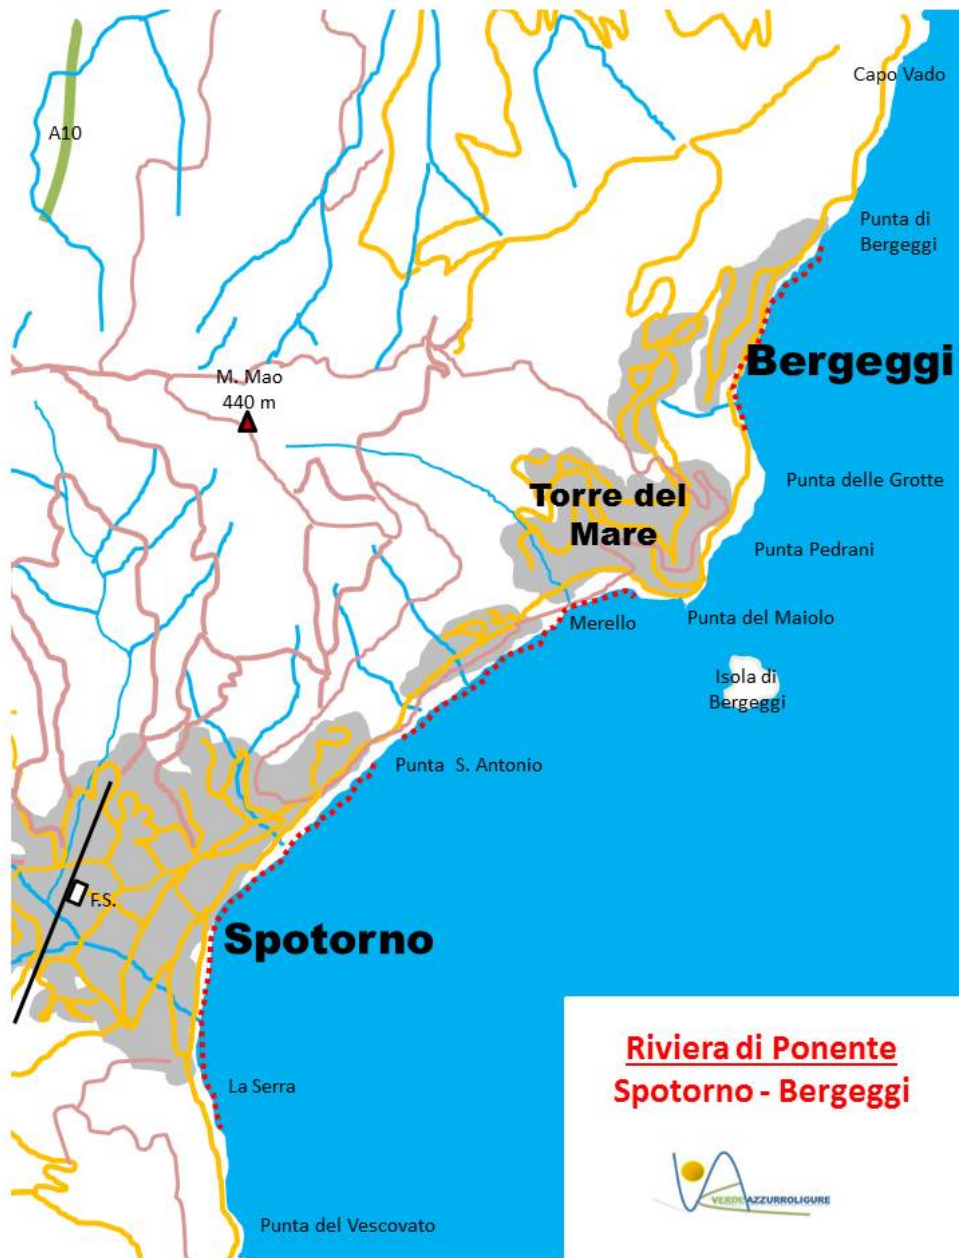 Capo Vado
A10
Punta di
Bergeggi
Bergeggi
M. Mao
440 m
Punta delle Grotte
Torre del
Mare
Punta Pedrani
Merello
Punta del Maiolo
Isola di
Bergeggi
Punta S. Antonio
F.S.
Spotorno
Riviera di Ponente
Spotorno - Bergeggi
La Serra
VERDEAZZURROLIGURE
Punta del Vescovato